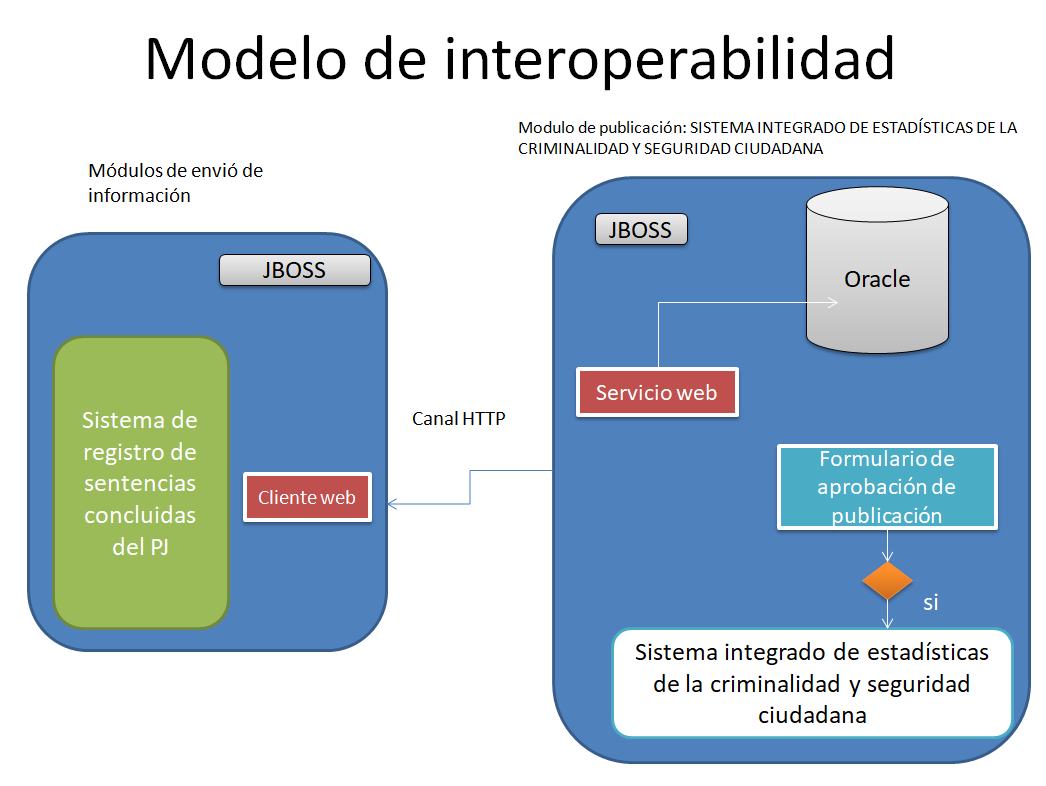 Modelo de interoperabilidad
Modulo de publicación: SISTEMA INTEGRADO DE ESTADÍSTICAS DE LA
CRIMINALIDAD Y SEGURIDAD CIUDADANA
Módulos de envió de
información
JBOSS
JBOSS
Oracle
Servicio web
Canal HTTP
Sistema de
registro de
sentencias
concluidas
del PJ
Cliente web
Formulario de
aprobación de
publicación
si
Sistema integrado de estadísticas
de la criminalidad y seguridad
ciudadana